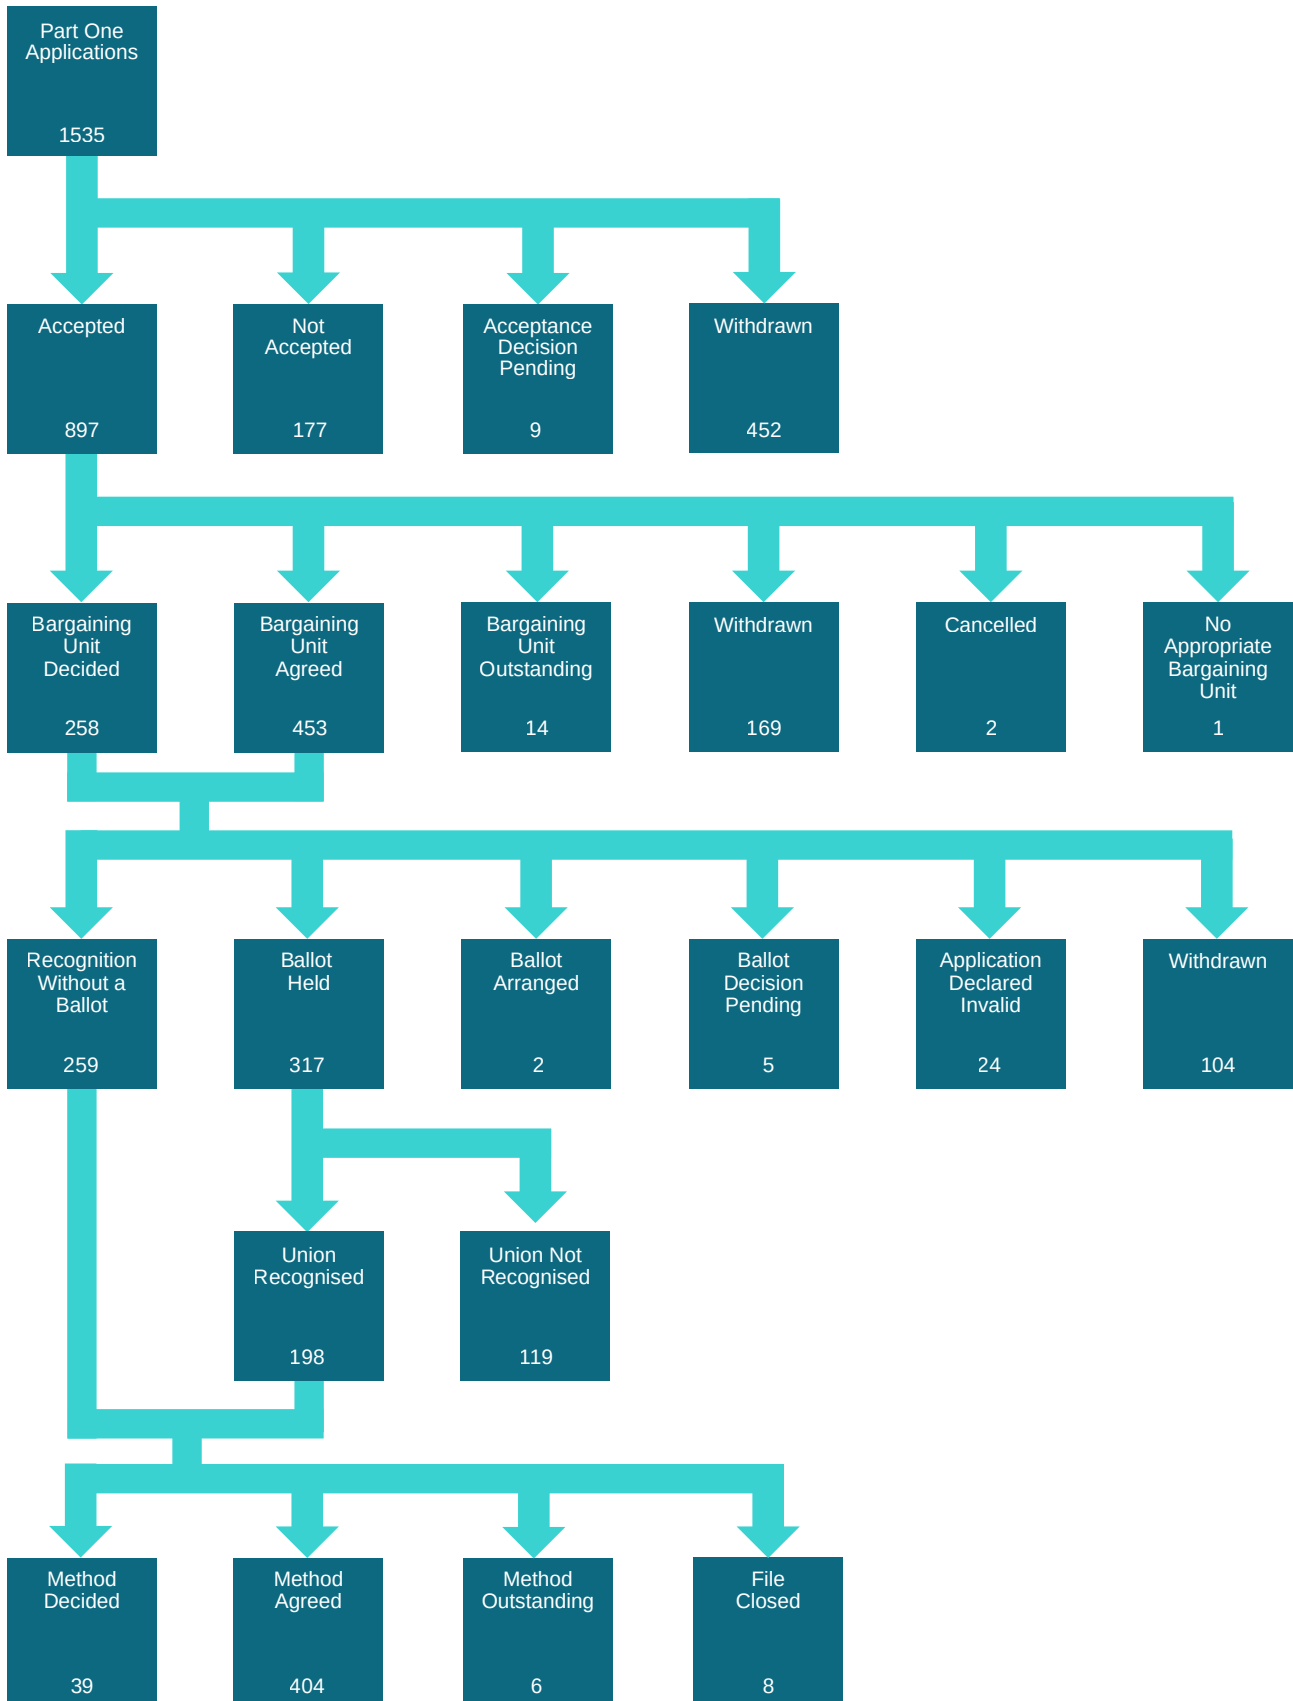 Part One
Applications
1535
Accepted
897
Not
Accepted
177
Acceptance
Decision
Pending
9
Withdrawn
452
Bargaining
Unit
Decided
258
Bargaining
Unit
Agreed
453
Bargaining
Unit
Outstanding
14
Withdrawn
169
Cancelled
2
No
Appropriate
Bargaining
Unit
1
Recognition
Without a
Ballot
259
Ballot
Held
317
Ballot
Arranged
2
Ballot
Decision
Pending
5
Application
Declared
Invalid
24
Withdrawn
104
Union
Recognised
198
Union Not
Recognised
119
Method
Decided
39
Method
Agreed
404
Method
Outstanding
6
File
Closed
8